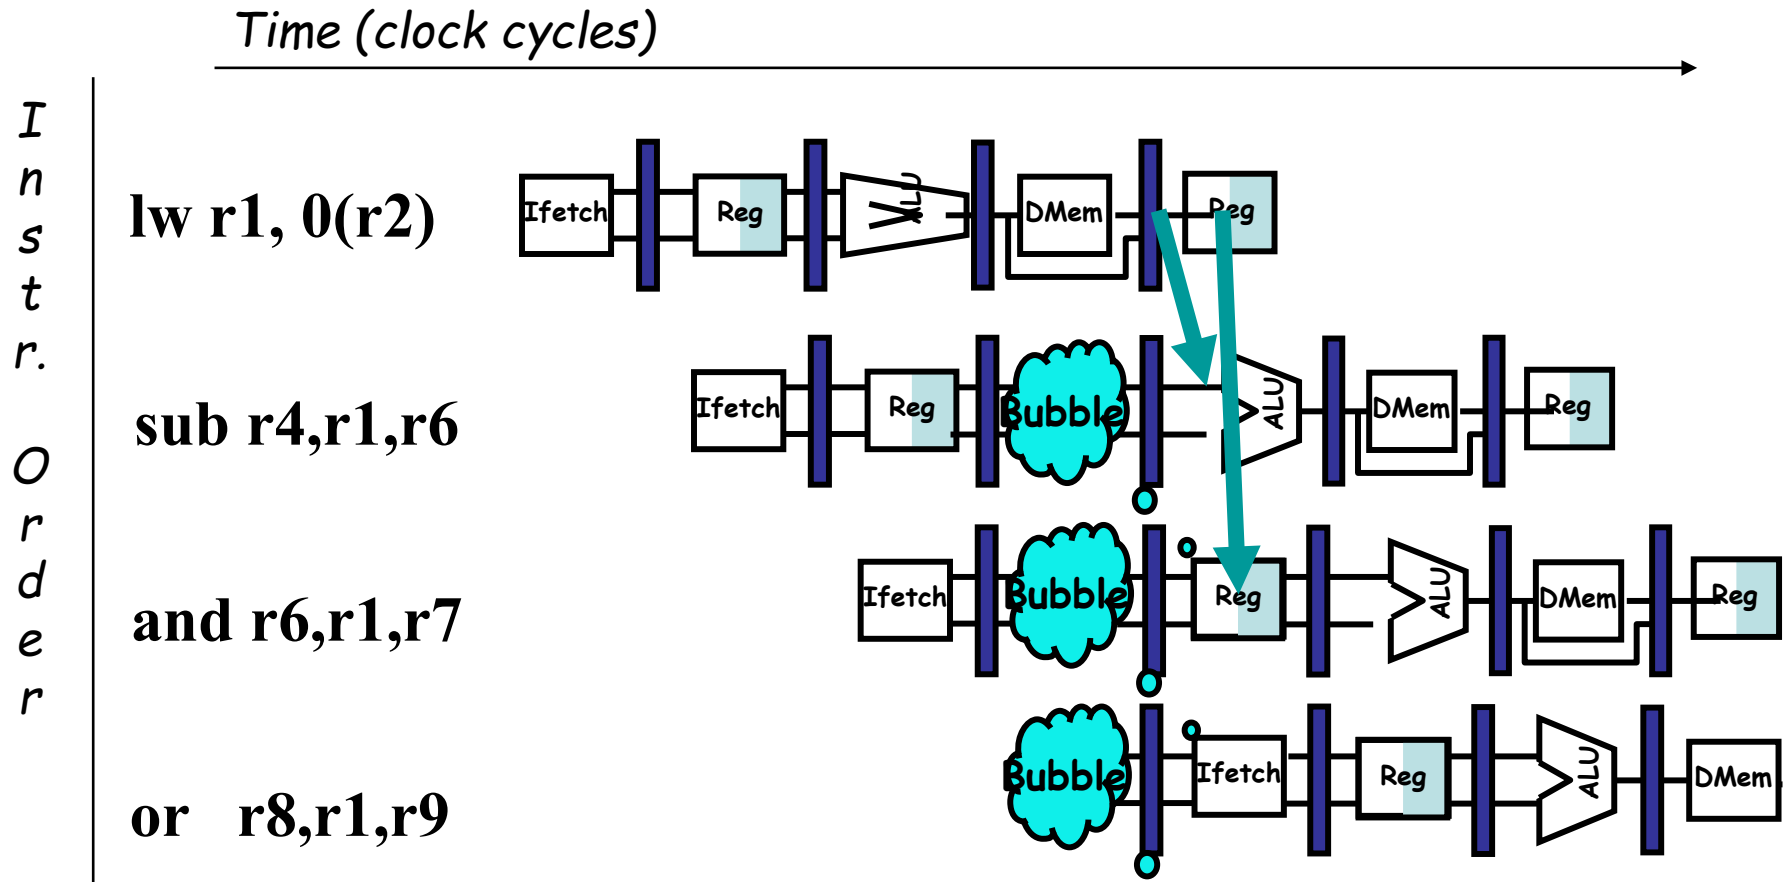 Time (clock cycles)
Instr. Order
lw r1, 0(r2)
Ifetch Reg ALU DMem Reg
sub r4,r1,r6
Ifetch Reg Bubble ALU DMem Reg
and r6,r1,r7
Ifetch Bubble Reg ALU DMem Reg
or r8,r1,r9
Bubble Ifetch Reg ALU DMem